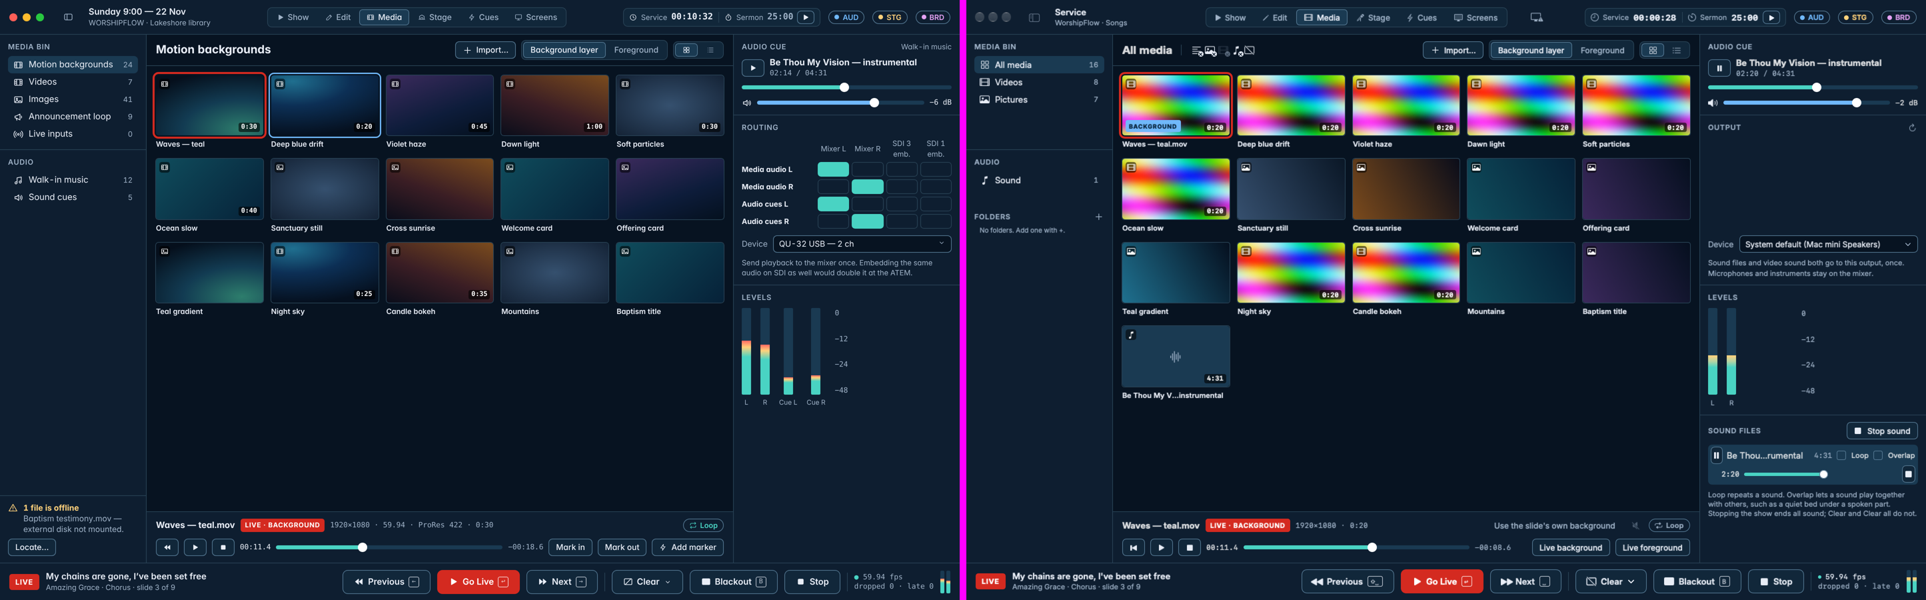 Sunday 9:00 — 22 Nov
WORSHIPFLOW · Lakeshore library
Show
Edit
Media
Stage
Cues
Screens
Service 00:10:32
Sermon 25:00
AUD
STG
BRD
MEDIA BIN
Motion backgrounds 24
Videos 7
Images 41
Announcement loop 9
Live inputs 0
AUDIO
Walk-in music 12
Sound cues 5
1 file is offline
Baptism testimony.mov —
external disk not mounted.
Locate...
Motion backgrounds
Import...
Background layer
Foreground
0:30
0:20
0:45
1:00
0:30
Waves — teal
Deep blue drift
Violet haze
Dawn light
Soft particles
0:40
Ocean slow
Sanctuary still
Cross sunrise
Welcome card
Offering card
0:25
0:35
Teal gradient
Night sky
Candle bokeh
Mountains
Baptism title
AUDIO CUE
Walk-in music
Be Thou My Vision — instrumental
02:14 / 04:31
−6 dB
ROUTING
Mixer L
Mixer R
SDI 3 emb.
SDI 1 emb.
Media audio L
Media audio R
Audio cues L
Audio cues R
Device
QU-32 USB — 2 ch
Send playback to the mixer once. Embedding the same
audio on SDI as well would double it at the ATEM.
LEVELS
0
−12
−24
−48
L
R
Cue L
Cue R
Waves — teal.mov
LIVE · BACKGROUND
1920×1080 · 59.94 · ProRes 422 · 0:30
Loop
00:11.4
−00:18.6
Mark in
Mark out
Add marker
LIVE
My chains are gone, I've been set free
Amazing Grace · Chorus · slide 3 of 9
Previous
Go Live
Next
Clear
Blackout B
Stop
59.94 fps
dropped 0 · late 0
Service
WorshipFlow · Songs
Show
Edit
Media
Stage
Cues
Screens
Service 00:00:28
Sermon 25:00
AUD
STG
BRD
MEDIA BIN
All media 16
Videos 8
Pictures 7
AUDIO
Sound 1
FOLDERS
No folders. Add one with +.
All media
Import...
Background layer
Foreground
BACKGROUND
0:20
0:20
0:20
0:20
0:20
Waves — teal.mov
Deep blue drift
Violet haze
Dawn light
Soft particles
0:20
Ocean slow
Sanctuary still
Cross sunrise
Welcome card
Offering card
0:20
0:20
Teal gradient
Night sky
Candle bokeh
Mountains
Baptism title
4:31
Be Thou My V...instrumental
AUDIO CUE
Be Thou My Vision — instrumental
02:20 / 04:31
−2 dB
OUTPUT
Device
System default (Mac mini Speakers)
Sound files and video sound both go to this output, once.
Microphones and instruments stay on the mixer.
LEVELS
0
−12
−24
−48
L
R
SOUND FILES
Stop sound
Be Thou...rumental
4:31
Loop
Overlap
2:20
Loop repeats a sound. Overlap lets a sound play together
with others, such as a quiet bed under a spoken part.
Stopping the show ends all sound; Clear and Clear all do not.
Waves — teal.mov
LIVE · BACKGROUND
1920×1080 · 0:20
Use the slide's own background
Loop
00:11.4
−00:08.6
Live background
Live foreground
LIVE
My chains are gone, I've been set free
Amazing Grace · Chorus · slide 3 of 9
Previous
Go Live
Next
Clear
Blackout B
Stop
59.94 fps
dropped 0 · late 0